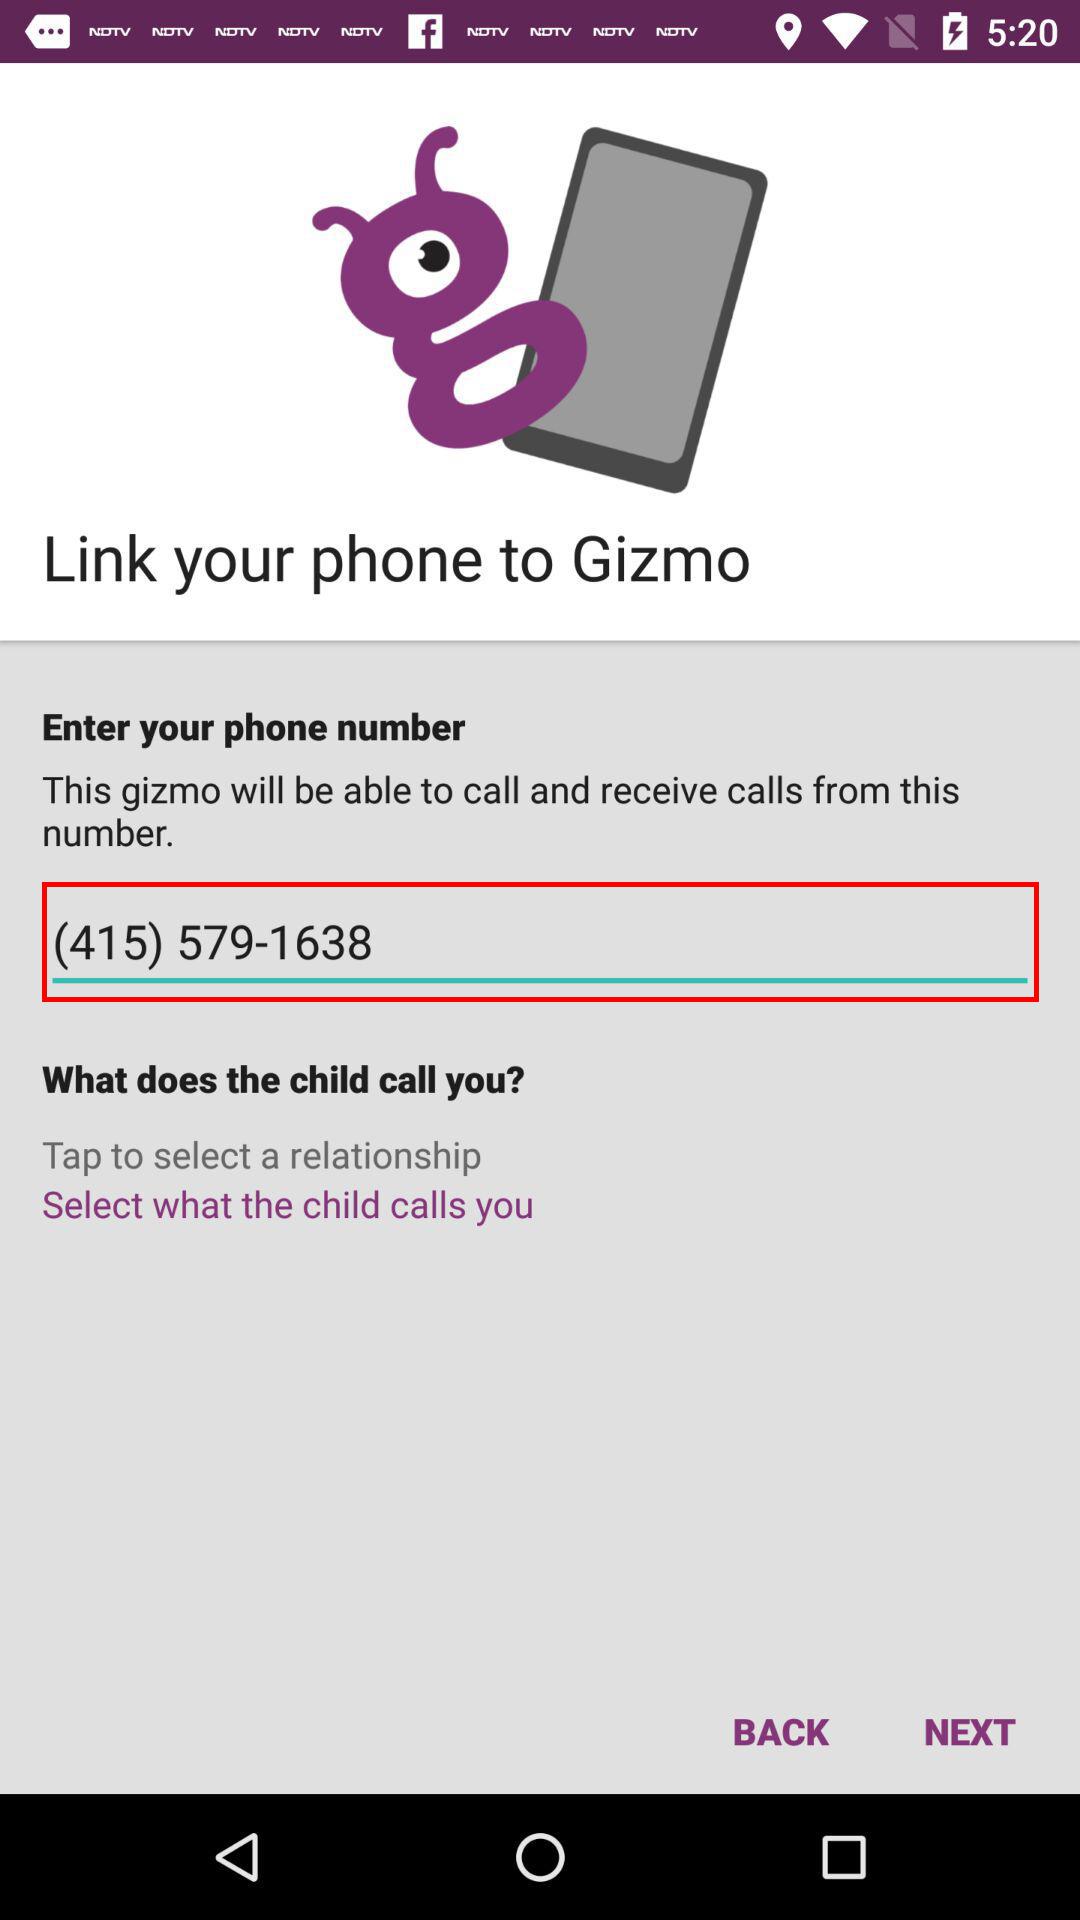 NDTV NDTV NDTV NDTV NDTV NDTV NDTV NDTV NDTV 5:20
Link your phone to Gizmo
Enter your phone number
This gizmo will be able to call and receive calls from this
number.
(415) 579-1638
What does the child call you?
Tap to select a relationship
Select what the child calls you
BACK NEXT